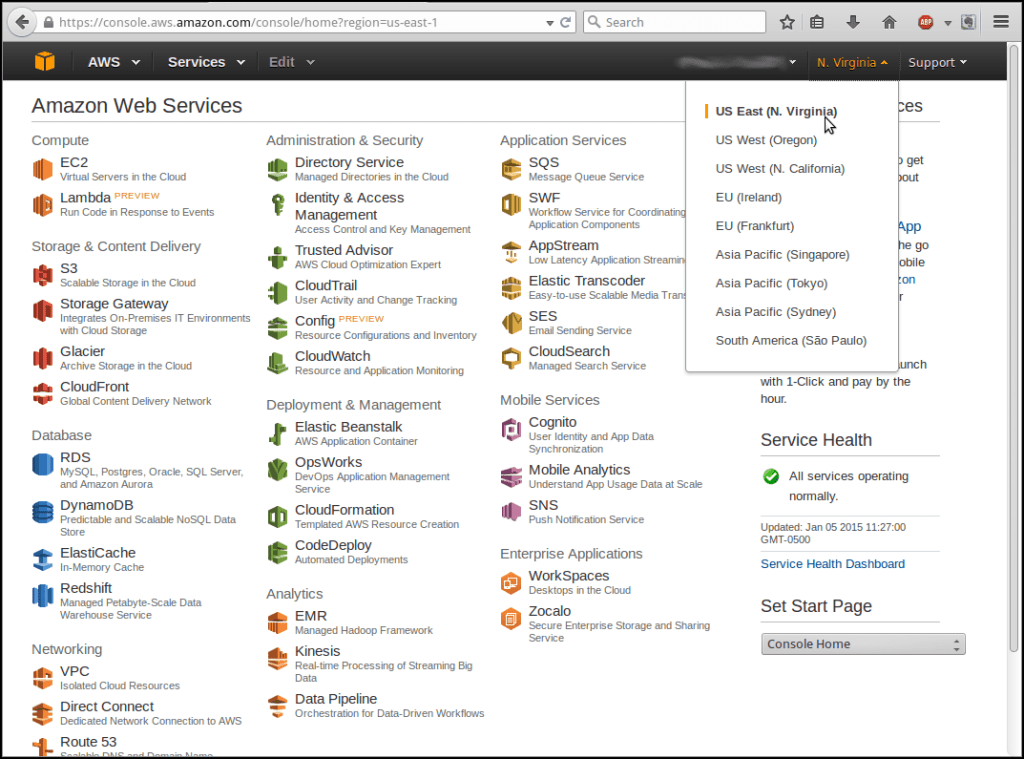 https://console.aws.amazon.com/console/home?region=us-east-1
Search
ABP
AWS
Services
Edit
N. Virginia
Support
US East (N. Virginia)
US West (Oregon)
US West (N. California)
EU (Ireland)
EU (Frankfurt)
Asia Pacific (Singapore)
Asia Pacific (Tokyo)
Asia Pacific (Sydney)
South America (São Paulo)
Amazon Web Services
Compute
EC2
Virtual Servers in the Cloud
Lambda PREVIEW
Run Code in Response to Events
Storage & Content Delivery
S3
Scalable Storage in the Cloud
Storage Gateway
Integrates On-Premises IT Environments
with Cloud Storage
Glacier
Archive Storage in the Cloud
CloudFront
Global Content Delivery Network
Database
RDS
MySQL, Postgres, Oracle, SQL Server,
and Amazon Aurora
DynamoDB
Predictable and Scalable NoSQL Data
Store
ElastiCache
In-Memory Cache
Redshift
Managed Petabyte-Scale Data
Warehouse Service
Networking
VPC
Isolated Cloud Resources
Direct Connect
Dedicated Network Connection to AWS
Route 53
Scalable DNS and Domain Name
Administration & Security
Directory Service
Managed Directories in the Cloud
Identity & Access
Management
Access Control and Key Management
Trusted Advisor
AWS Cloud Optimization Expert
CloudTrail
User Activity and Change Tracking
Config PREVIEW
Resource Configurations and Inventory
CloudWatch
Resource and Application Monitoring
Deployment & Management
Elastic Beanstalk
AWS Application Container
OpsWorks
DevOps Application Management
Service
CloudFormation
Templated AWS Resource Creation
CodeDeploy
Automated Deployments
Analytics
EMR
Managed Hadoop Framework
Kinesis
Real-time Processing of Streaming Big
Data
Data Pipeline
Orchestration for Data-Driven Workflows
Application Services
SQS
Message Queue Service
SWF
Workflow Service for Coordinating
Application Components
AppStream
Low Latency Application Streaming
Elastic Transcoder
Easy-to-use Scalable Media Trans
SES
Email Sending Service
CloudSearch
Managed Search Service
Mobile Services
Cognito
User Identity and App Data
Synchronization
Mobile Analytics
Understand App Usage Data at Scale
SNS
Push Notification Service
Enterprise Applications
WorkSpaces
Desktops in the Cloud
Zocalo
Secure Enterprise Storage and Sharing
Service
ces
o get
out
App
he go
obile
zon
r
unch
with 1-Click and pay by the
hour.
Service Health
All services operating
normally.
Updated: Jan 05 2015 11:27:00
GMT-0500
Service Health Dashboard
Set Start Page
Console Home